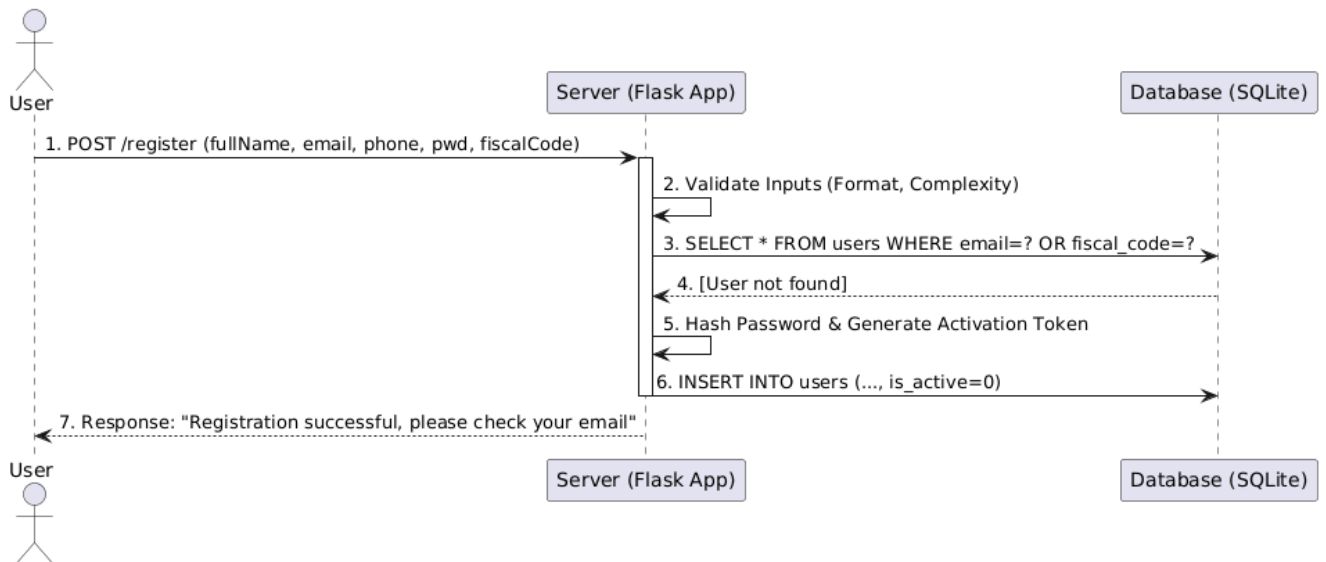 User
Server (Flask App)
Database (SQLite)
1. POST /register (fullName, email, phone, pwd, fiscalCode)
2. Validate Inputs (Format, Complexity)
3. SELECT * FROM users WHERE email=? OR fiscal_code=?
4. [User not found]
5. Hash Password & Generate Activation Token
6. INSERT INTO users (..., is_active=0)
7. Response: "Registration successful, please check your email"
User
Server (Flask App)
Database (SQLite)